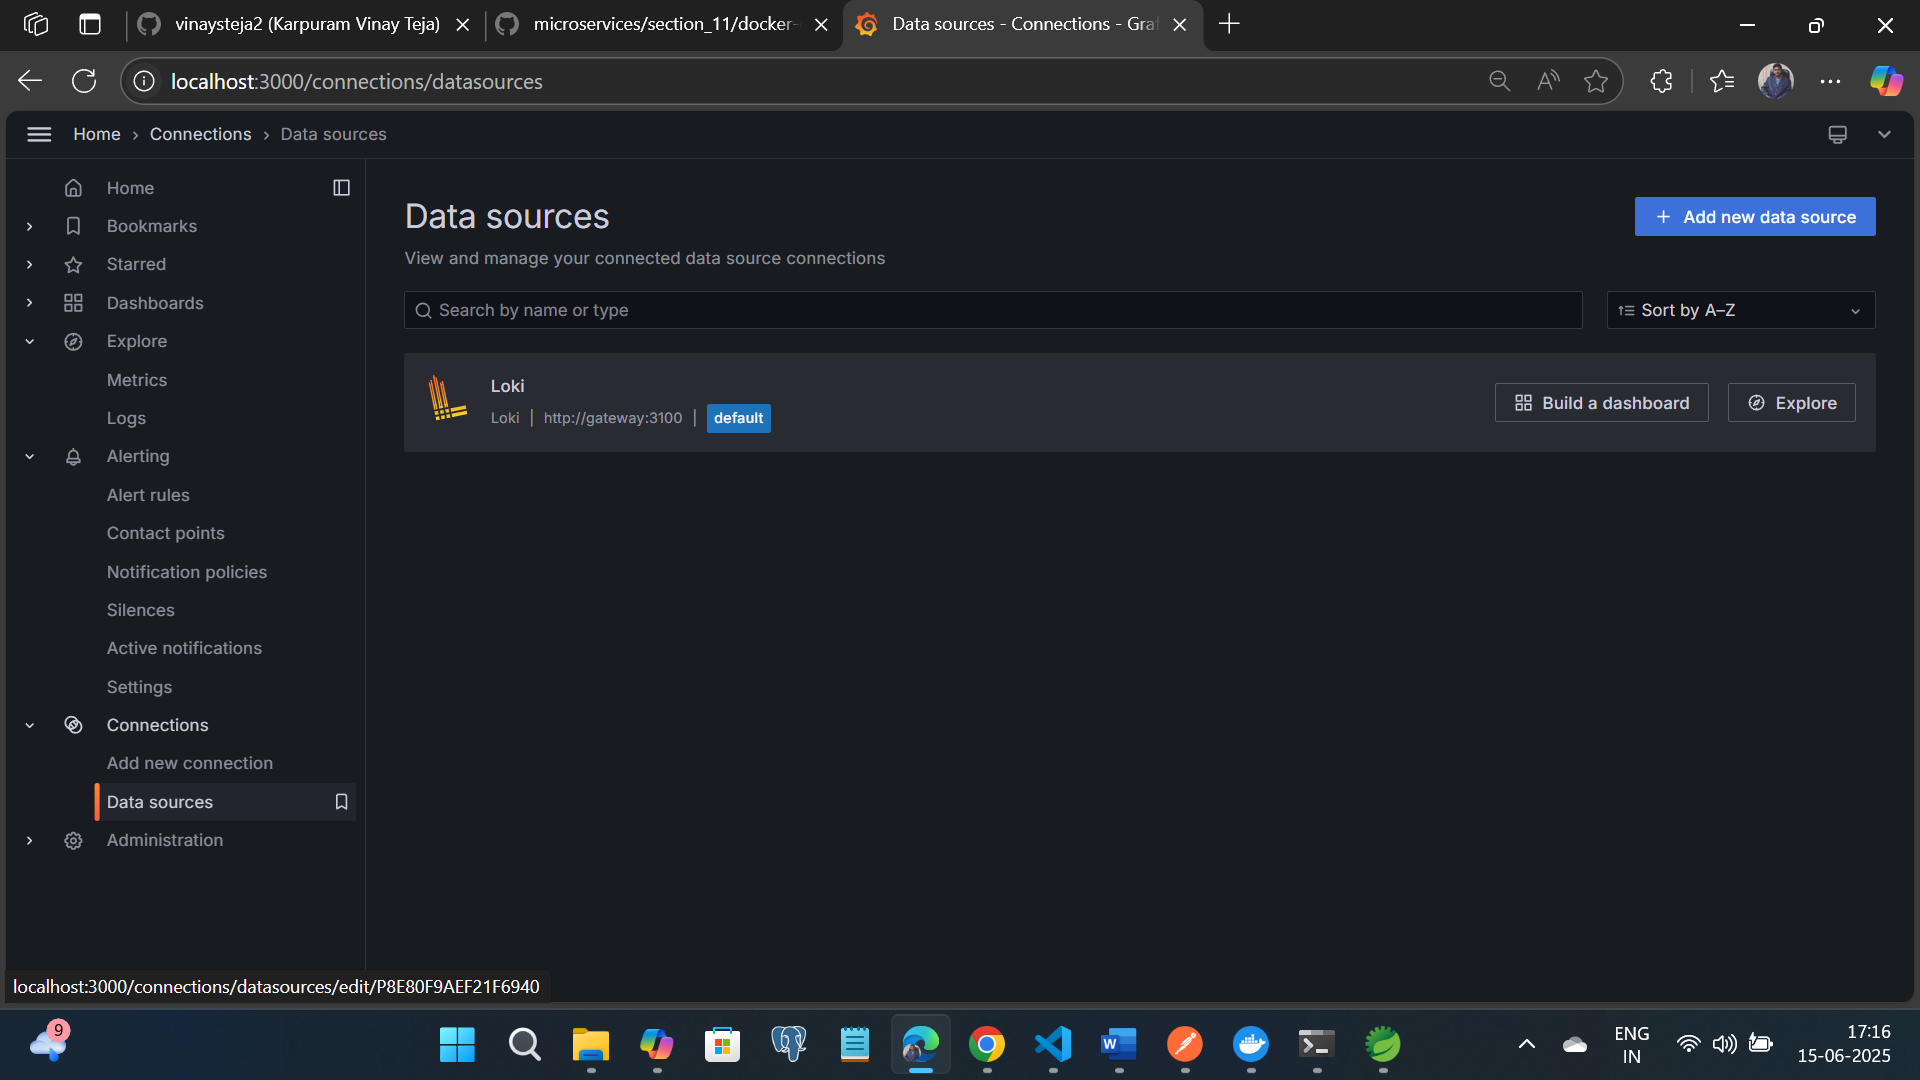 vinaysteja2 (Karpuram Vinay Teja)
microservices/section_11/docker-
Data sources - Connections - Graf
localhost:3000/connections/datasources
Home › Connections › Data sources
Home
Bookmarks
Starred
Dashboards
Explore
Metrics
Logs
Alerting
Alert rules
Contact points
Notification policies
Silences
Active notifications
Settings
Connections
Add new connection
Data sources
Administration
Data sources
View and manage your connected data source connections
Add new data source
Search by name or type
Sort by A–Z
Loki
Loki | http://gateway:3100 | default
Build a dashboard
Explore
localhost:3000/connections/datasources/edit/P8E80F9AEF21F6940
9
W
ENG
IN
17:16
15-06-2025